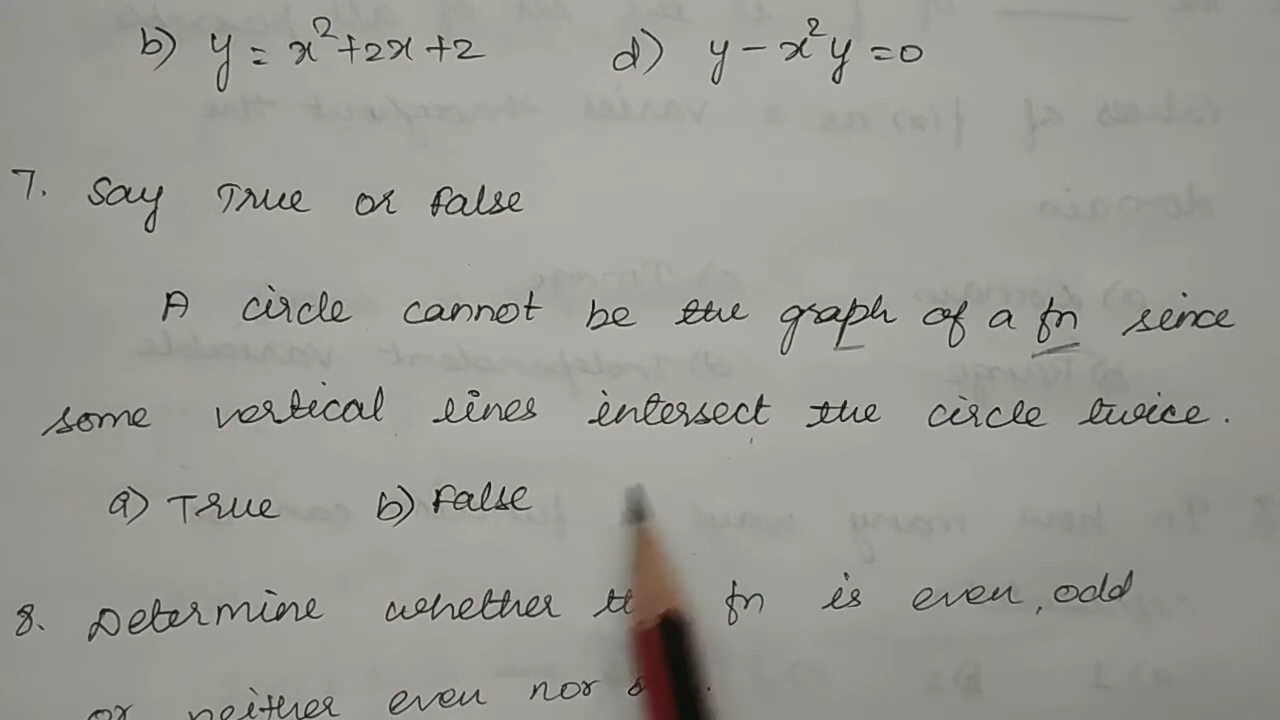 b) y = x²+2x+2 d) y - x²y = 0
7. Say True or False
A circle cannot be the graph of a fn since
some vertical lines intersect the circle twice.
a) True b) False
8. Determine whether fn is even, odd
or neither even nor